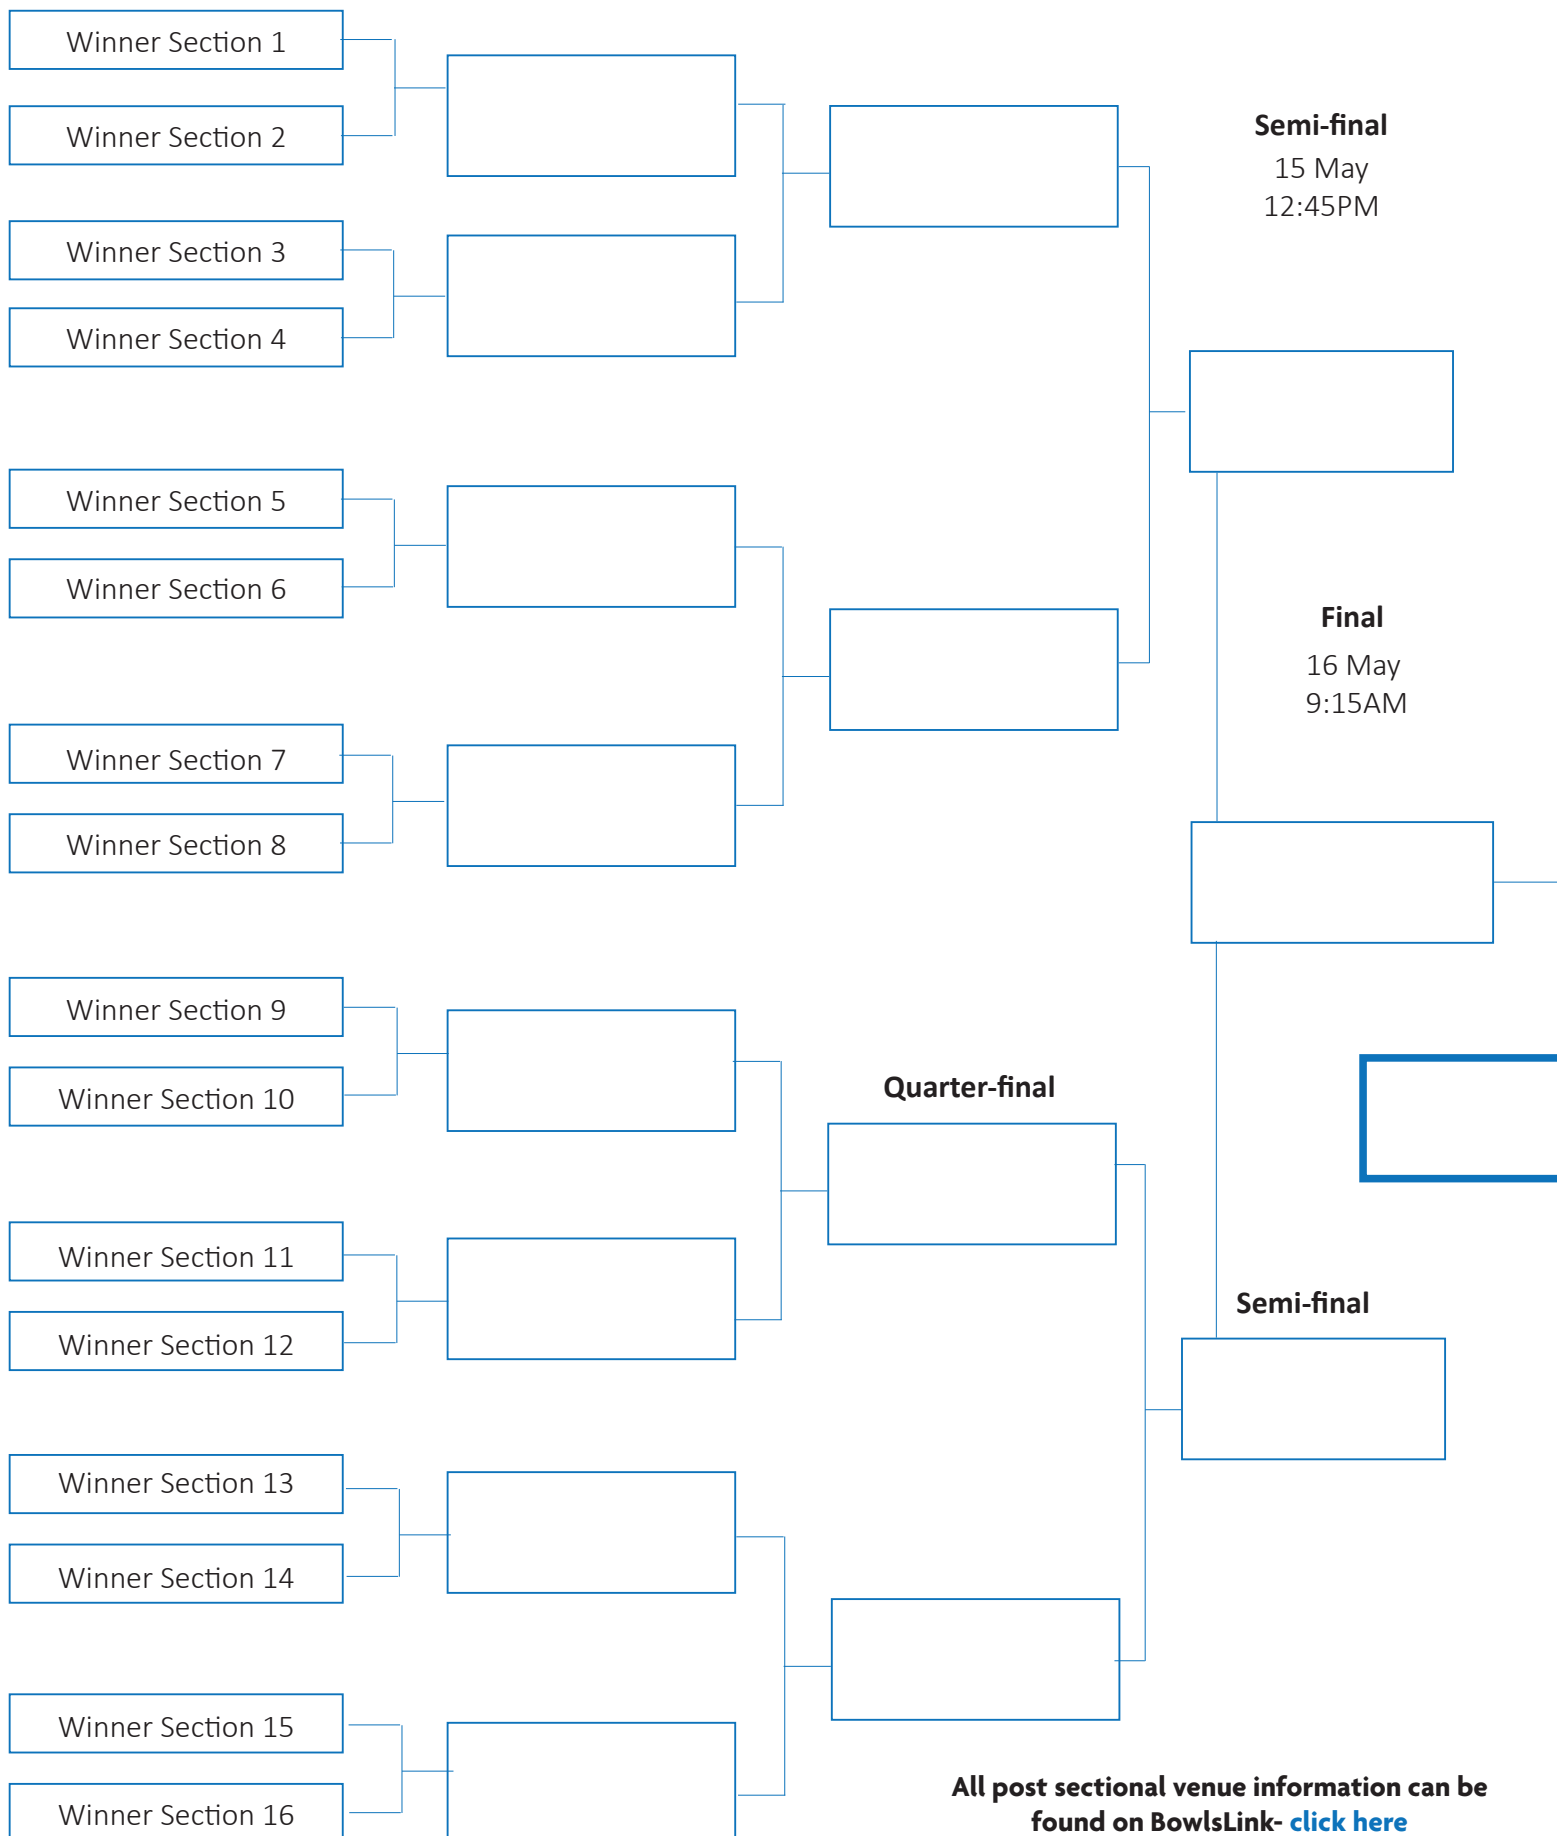 Winner Section 1
Winner Section 2
Winner Section 3
Winner Section 4
Winner Section 5
Winner Section 6
Winner Section 7
Winner Section 8
Winner Section 9
Winner Section 10
Winner Section 11
Winner Section 12
Winner Section 13
Winner Section 14
Winner Section 15
Winner Section 16
Quarter-final
Semi-final
15 May
12:45PM
Final
16 May
9:15AM
Semi-final
All post sectional venue information can be
found on BowlsLink- click here